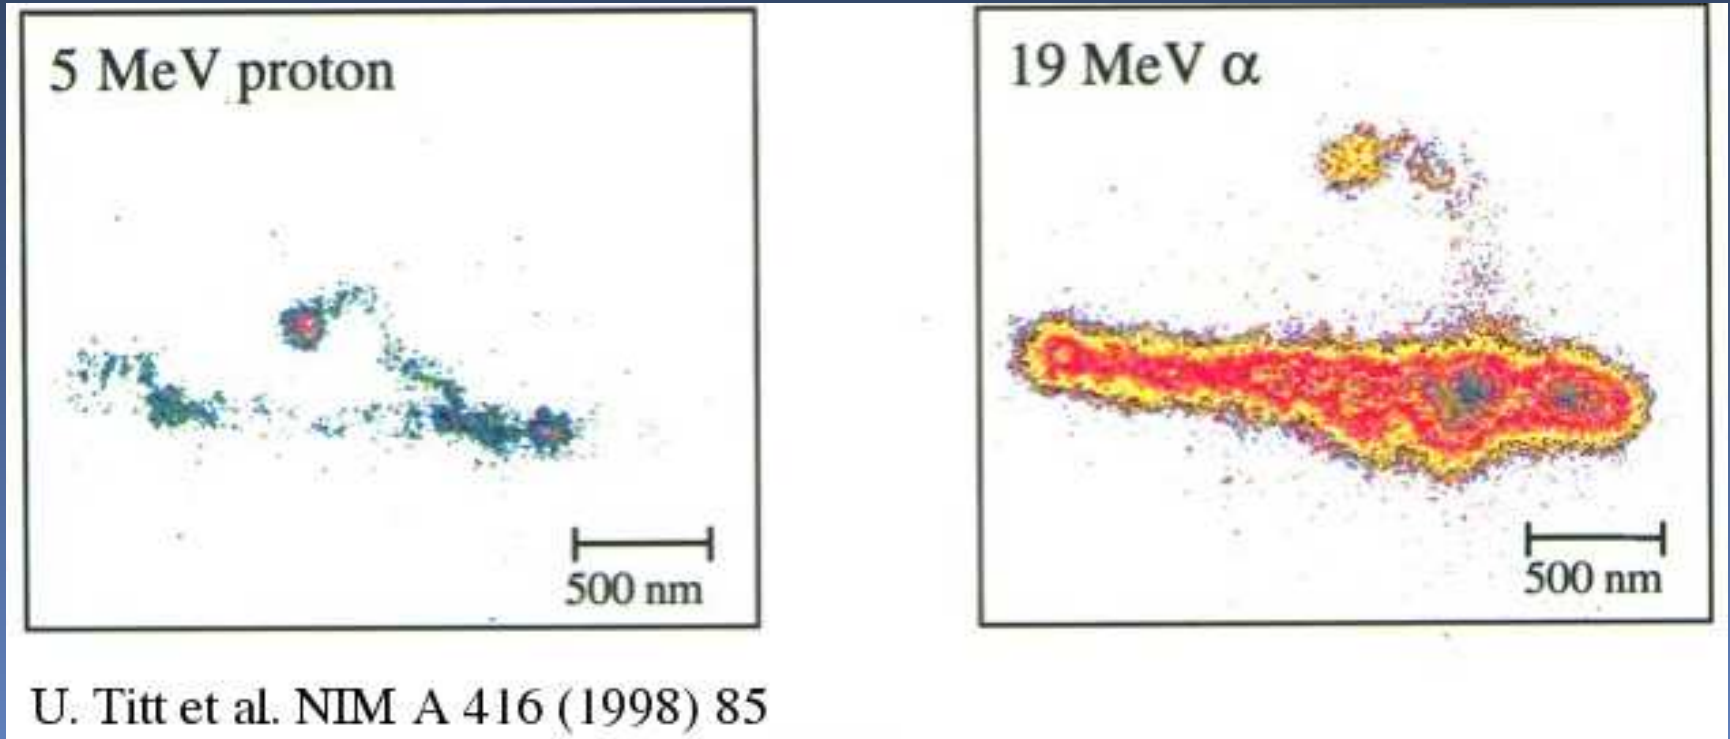 5 MeV proton
500 nm
19 MeV α
500 nm
U. Titt et al. NIM A 416 (1998) 85